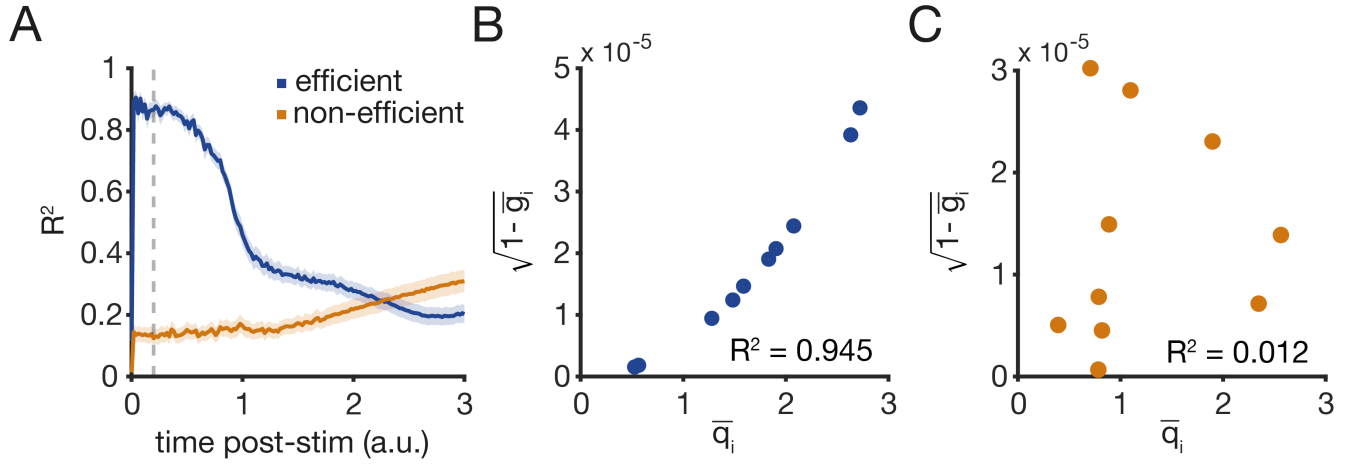 A
R²
1
0.8
0.6
0.4
0.2
0
0
1
2
3
time post-stim (a.u.)
efficient
non-efficient
B
x 10⁻⁵
√1- g̅ᵢ
5
4
3
2
1
0
0
1
2
3
q̅ᵢ
R² = 0.945
C
x 10⁻⁵
√1- g̅ᵢ
3
2
1
0
0
1
2
3
q̅ᵢ
R² = 0.012